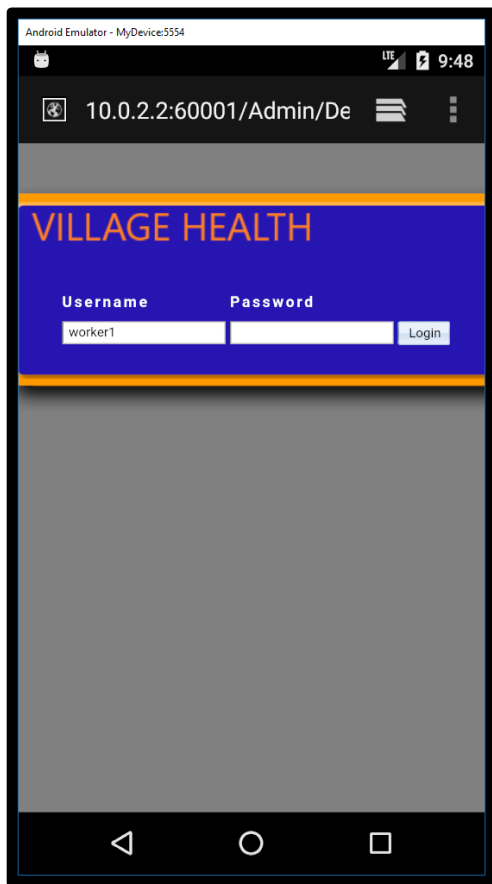 Android Emulator - MyDevice:5554
LTE 9:48
10.0.2.2:60001/Admin/De
VILLAGE HEALTH
Username Password
worker1 Login